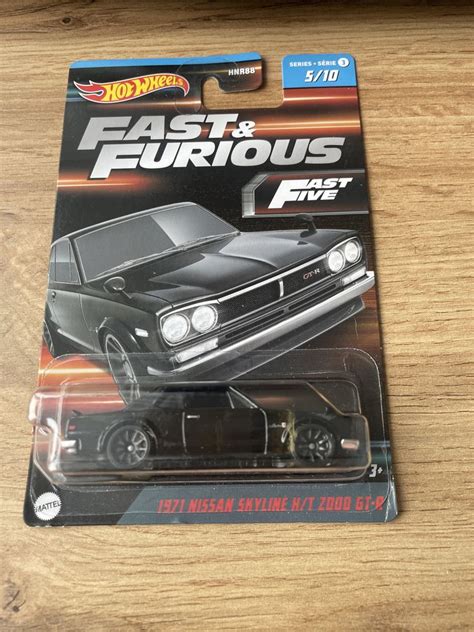 HNR88
SERIES • SÉRIE 3
5/10
HOT WHEELS
FAST &
FURIOUS
FAST
FIVE
GT-R
3+
MATTEL
1971 NISSAN SKYLINE H/T 2000 GT-R